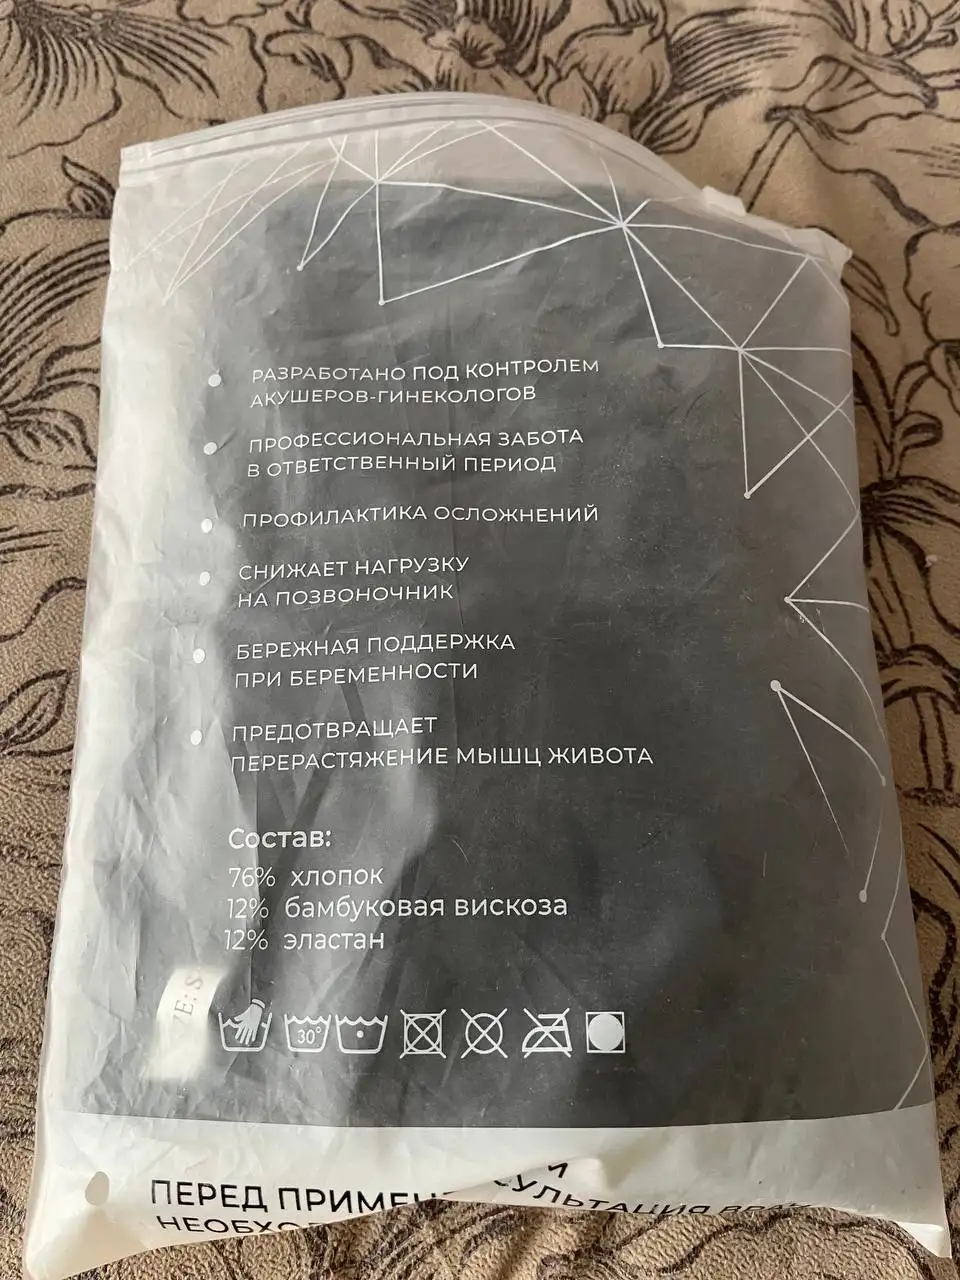 РАЗРАБОТАНО ПОД КОНТРОЛЕМ
АКУШЕРОВ-ГИНЕКОЛОГОВ
ПРОФЕССИОНАЛЬНАЯ ЗАБОТА
В ОТВЕТСТВЕННЫЙ ПЕРИОД
ПРОФИЛАКТИКА ОСЛОЖНЕНИЙ
СНИЖАЕТ НАГРУЗКУ
НА ПОЗВОНОЧНИК
БЕРЕЖНАЯ ПОДДЕРЖКА
ПРИ БЕРЕМЕННОСТИ
ПРЕДОТВРАЩАЕТ
ПЕРЕРАСТЯЖЕНИЕ МЫШЦ ЖИВОТА
Состав:
76% хлопок
12% бамбуковая вискоза
12% эластан
ZE: S
30°
ПЕРЕД